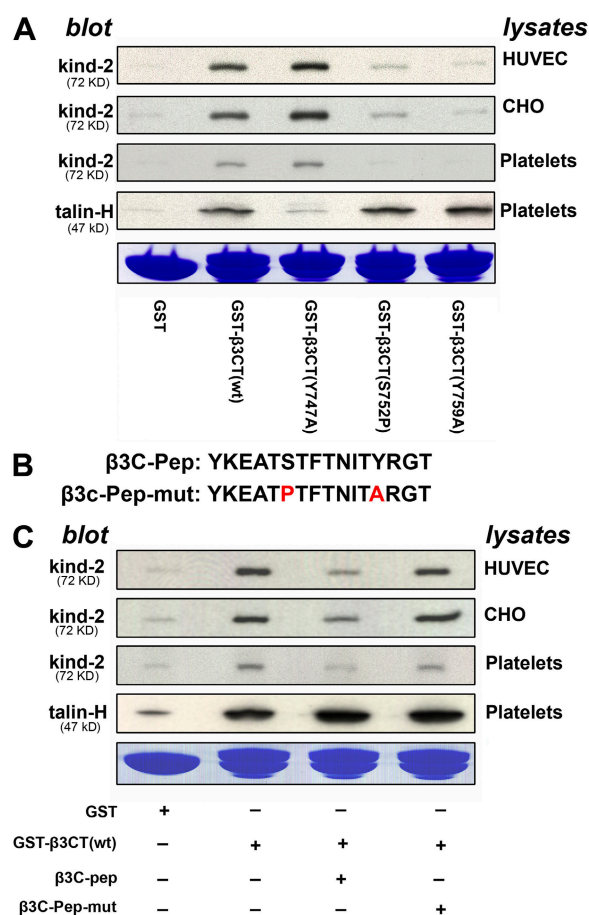 A blot lysates
kind-2 HUVEC
(72 KD)
kind-2 CHO
(72 KD)
kind-2 Platelets
(72 KD)
talin-H Platelets
(47 kD)
GST
GST-β3CT(wt)
GST-β3CT(Y747A)
GST-β3CT(S752P)
GST-β3CT(Y759A)
B β3C-Pep: YKEATSTFTNITYRGT
β3c-Pep-mut: YKEATPTFTNITARGT
C blot lysates
kind-2 HUVEC
(72 KD)
kind-2 CHO
(72 KD)
kind-2 Platelets
(72 KD)
talin-H Platelets
(47 kD)
GST + – – –
GST-β3CT(wt) – + + +
β3C-pep – – + –
β3C-Pep-mut – – – +